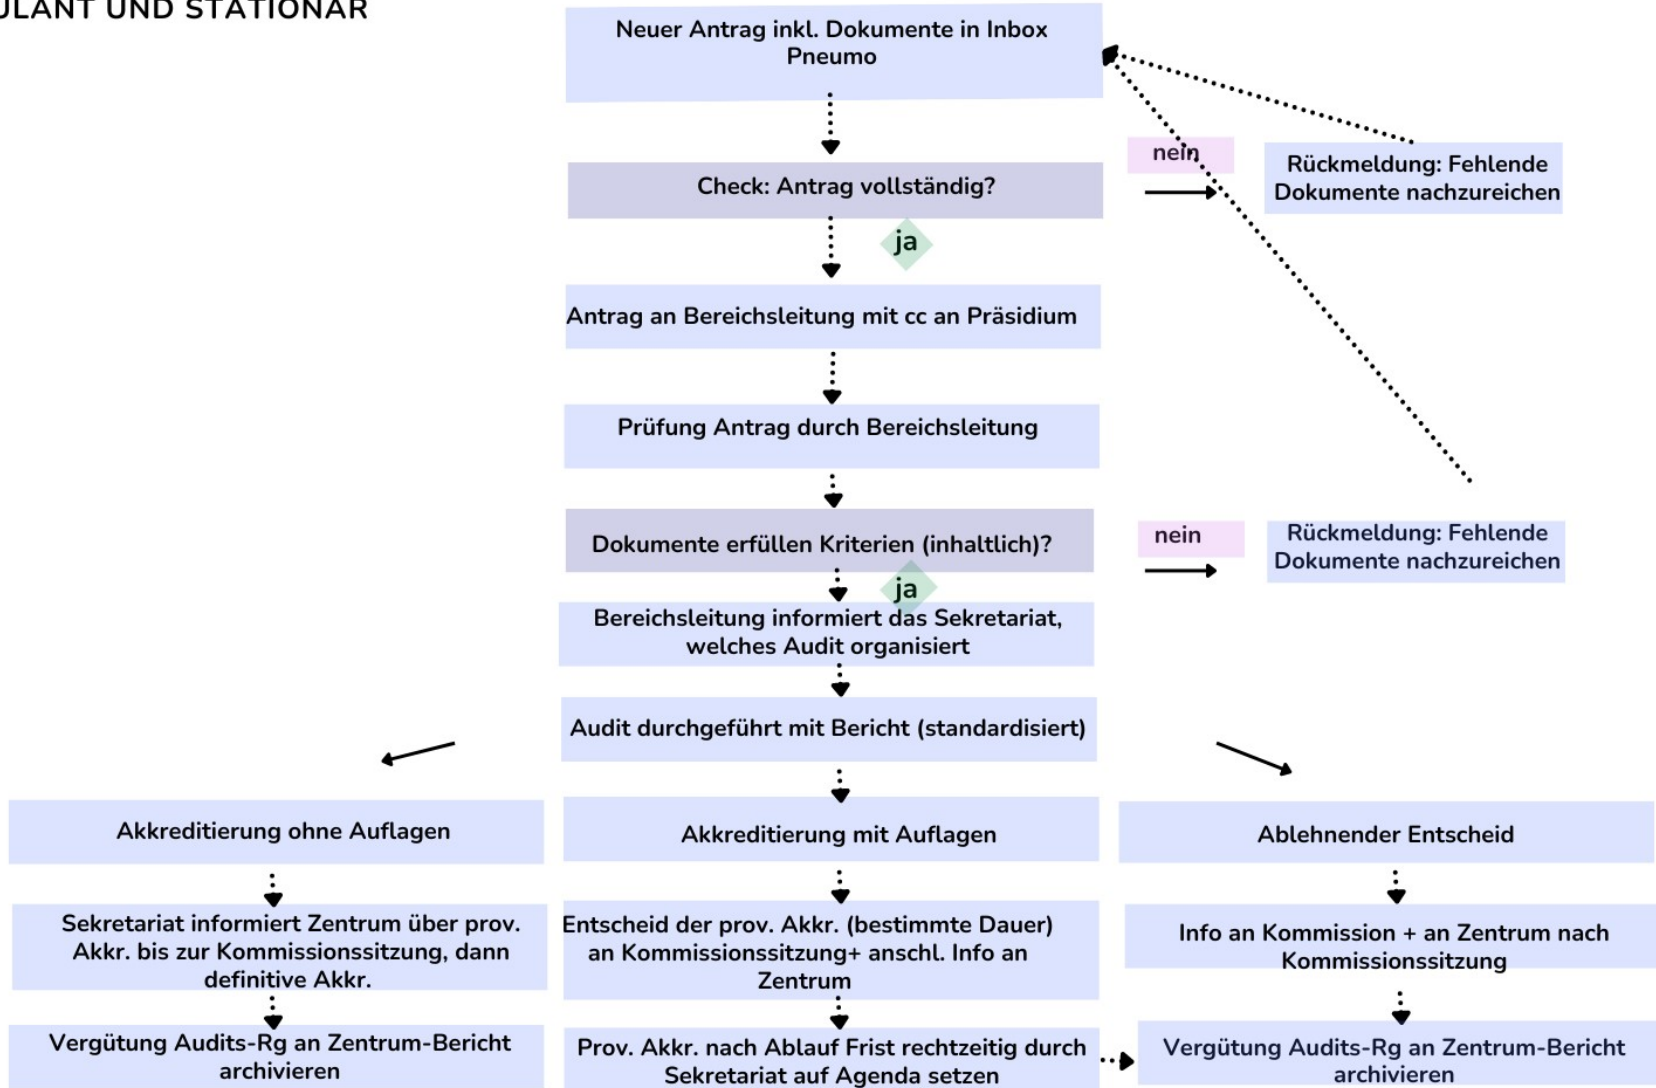 ULANT UND STATIONÄR
Neuer Antrag inkl. Dokumente in Inbox
Pneumo
nein
Rückmeldung: Fehlende
Dokumente nachzureichen
Check: Antrag vollständig?
ja
Antrag an Bereichsleitung mit cc an Präsidium
Prüfung Antrag durch Bereichsleitung
Dokumente erfüllen Kriterien (inhaltlich)?
nein
Rückmeldung: Fehlende
Dokumente nachzureichen
ja
Bereichsleitung informiert das Sekretariat,
welches Audit organisiert
Audit durchgeführt mit Bericht (standardisiert)
Akkreditierung ohne Auflagen
Akkreditierung mit Auflagen
Ablehnender Entscheid
Sekretariat informiert Zentrum über prov.
Akkr. bis zur Kommissionssitzung, dann
definitive Akkr.
Entscheid der prov. Akkr. (bestimmte Dauer)
an Kommissionssitzung+ anschl. Info an
Zentrum
Info an Kommission + an Zentrum nach
Kommissionssitzung
Vergütung Audits-Rg an Zentrum-Bericht
archivieren
Prov. Akkr. nach Ablauf Frist rechtzeitig durch
Sekretariat auf Agenda setzen
Vergütung Audits-Rg an Zentrum-Bericht
archivieren